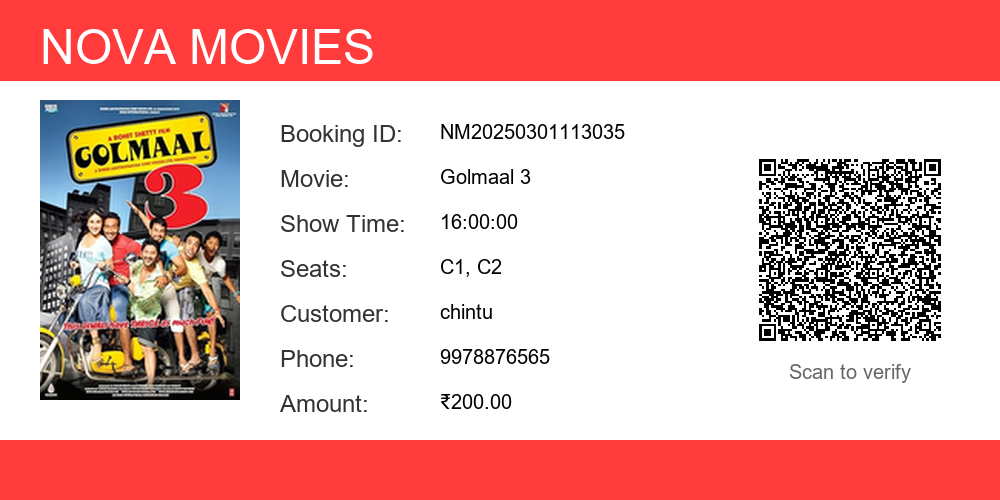 NOVA MOVIES
A ROHIT SHETTY FILM
GOLMAAL
3
Booking ID: NM20250301113035
Movie: Golmaal 3
Show Time: 16:00:00
Seats: C1, C2
Customer: chintu
Phone: 9978876565
Amount: ₹200.00
Scan to verify